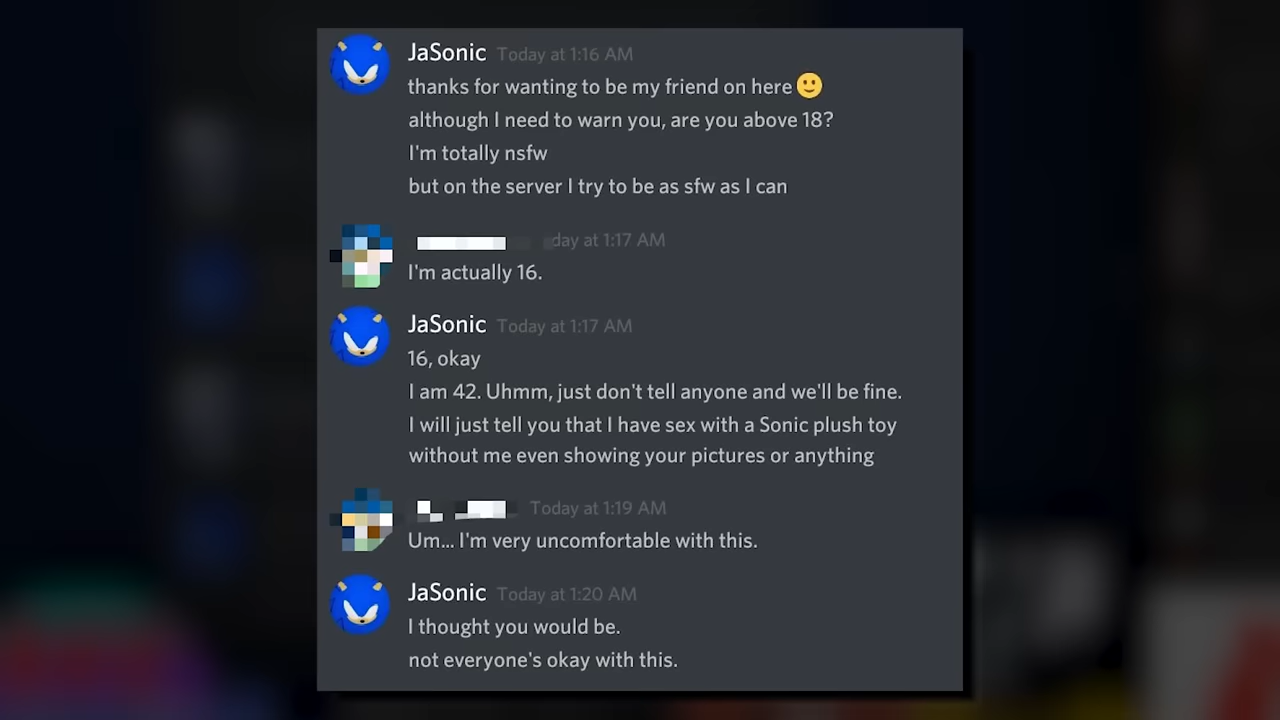 JaSonic Today at 1:16 AM
thanks for wanting to be my friend on here 🙂
although I need to warn you, are you above 18?
I'm totally nsfw
but on the server I try to be as sfw as I can
day at 1:17 AM
I'm actually 16.
JaSonic Today at 1:17 AM
16, okay
I am 42. Uhmm, just don't tell anyone and we'll be fine.
I will just tell you that I have sex with a Sonic plush toy
without me even showing your pictures or anything
Today at 1:19 AM
Um... I'm very uncomfortable with this.
JaSonic Today at 1:20 AM
I thought you would be.
not everyone's okay with this.